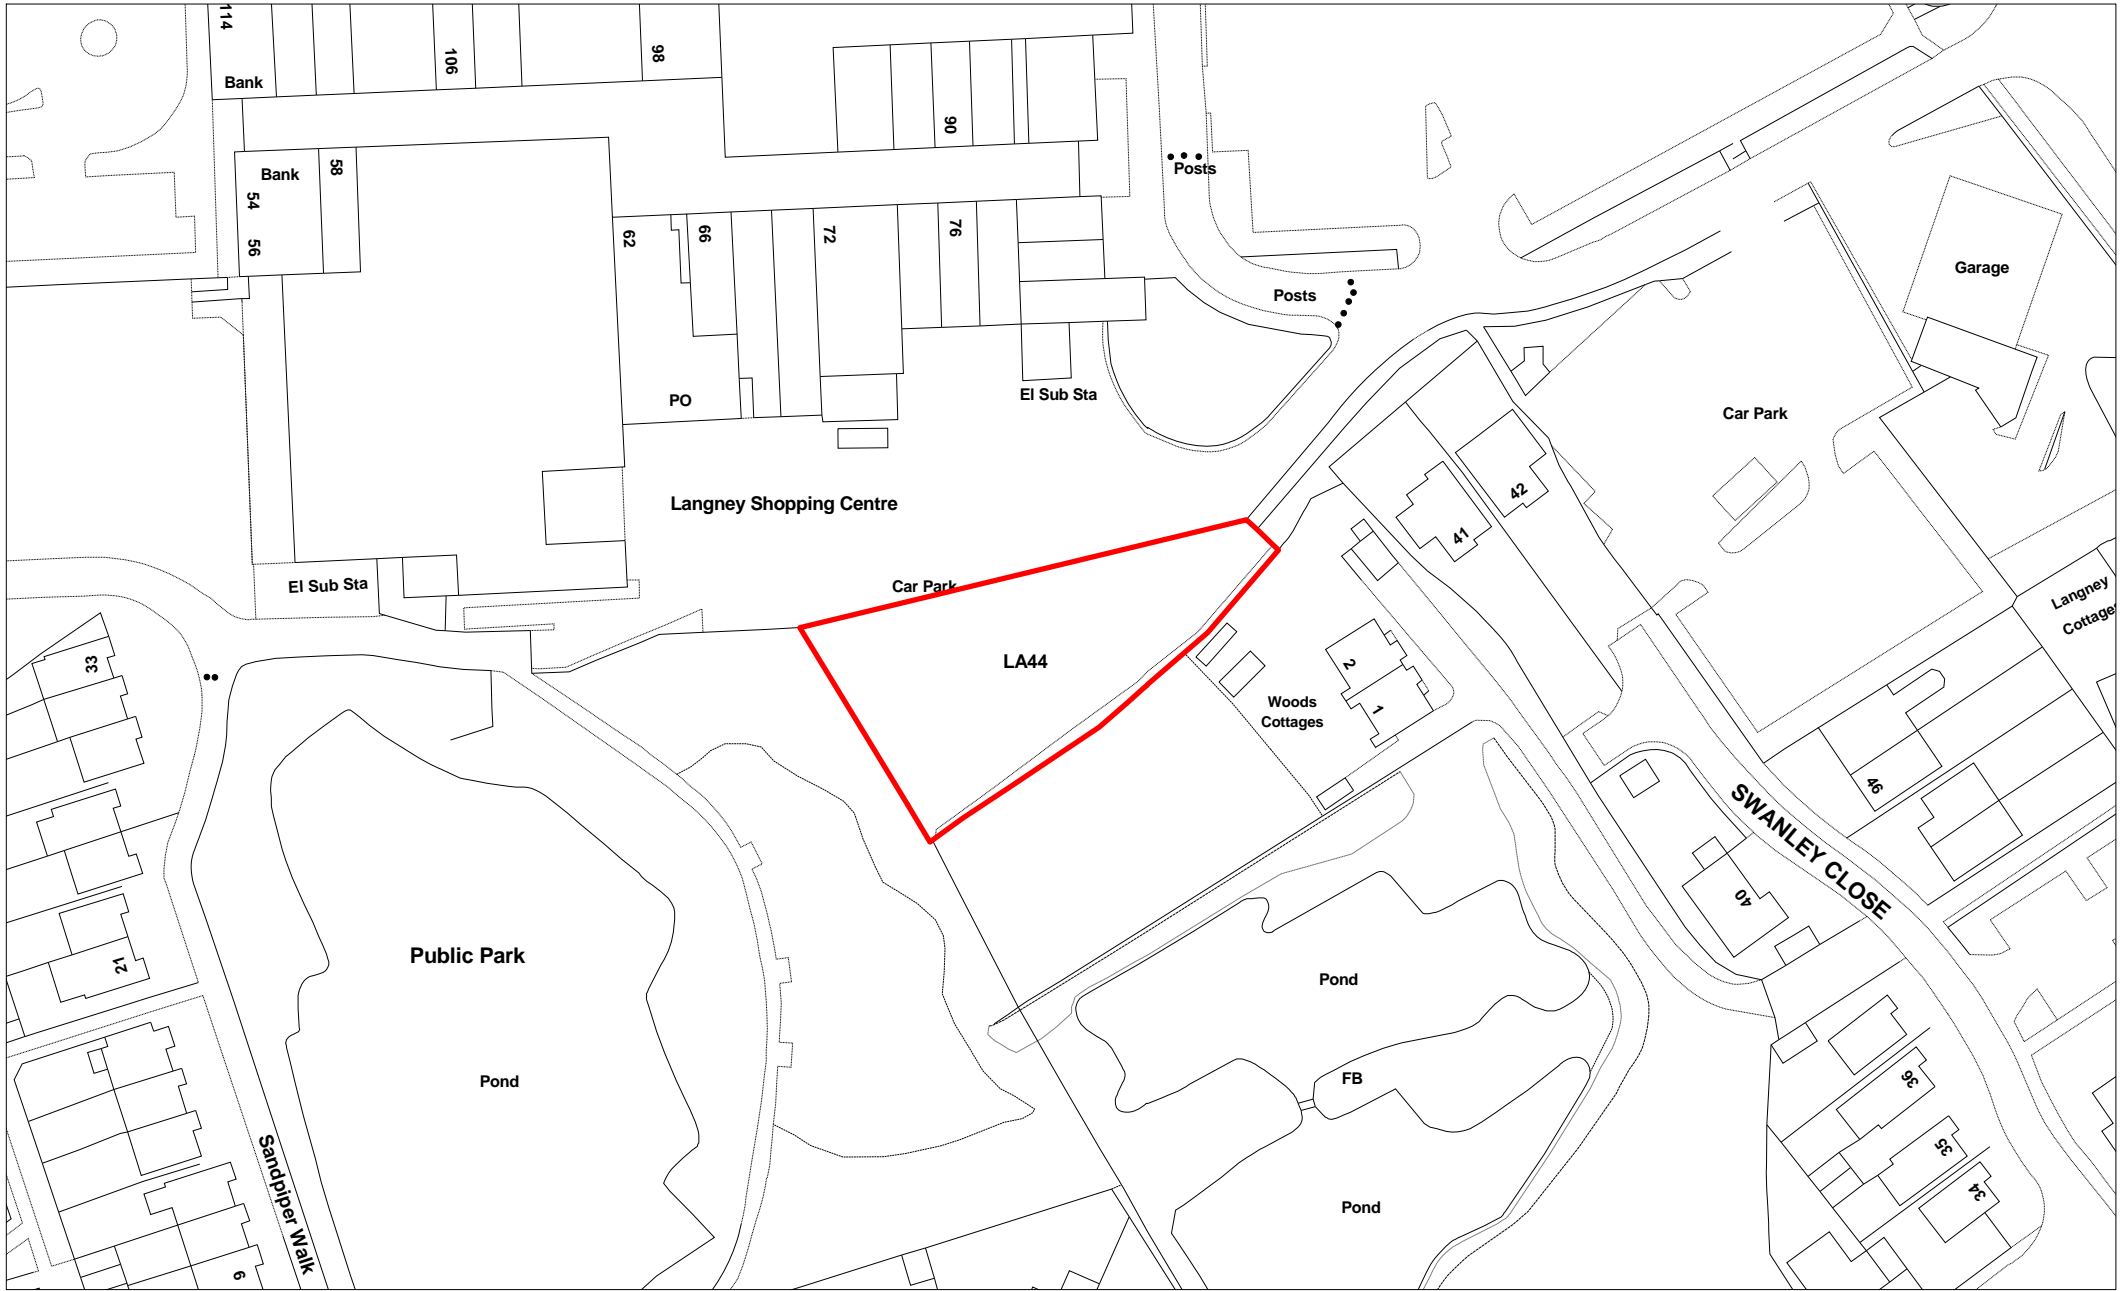 114
Bank
106
98
90
Bank
58
54
56
Posts
62
66
72
76
Posts
Garage
PO
El Sub Sta
Car Park
Langney Shopping Centre
42
41
El Sub Sta
Car Park
Langney
Cottages
33
LA44
2
1
Woods
Cottages
46
SWANLEY CLOSE
40
21
Public Park
Pond
Pond
FB
36
35
34
Sandpiper Walk
Pond
6